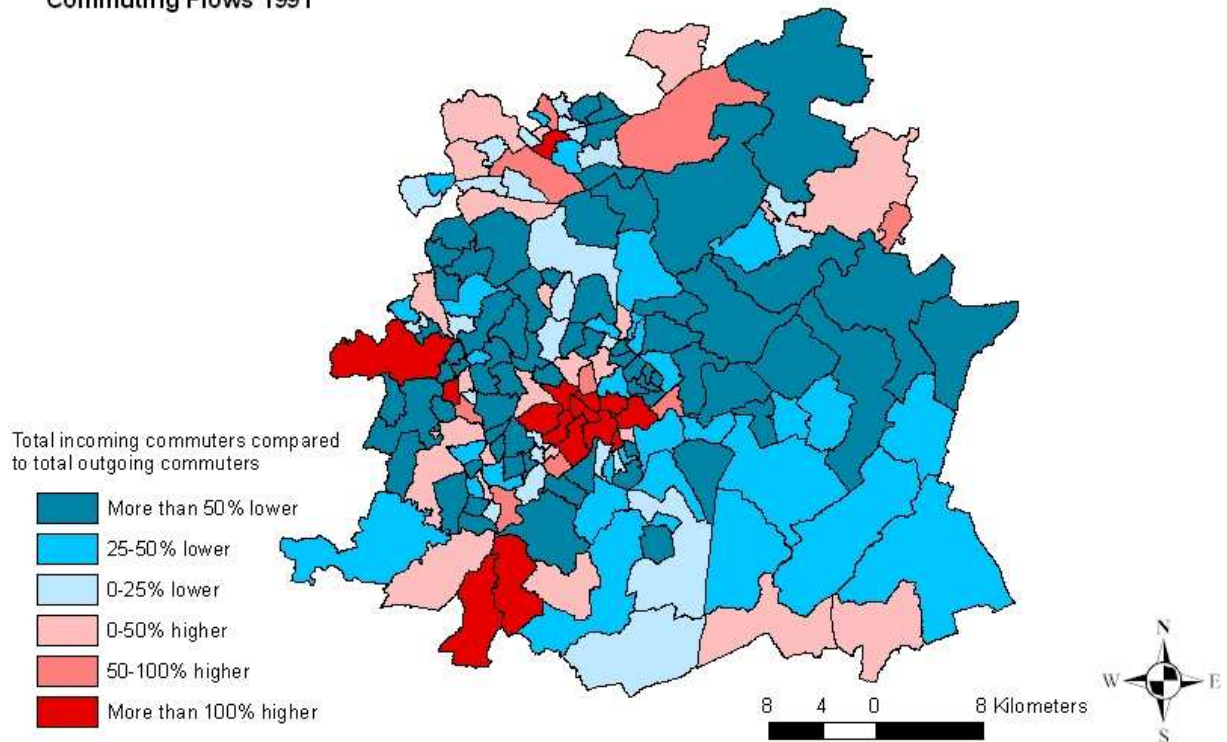 Commuting Flows 1991
Total incoming commuters compared
to total outgoing commuters
More than 50% lower
25-50% lower
0-25% lower
0-50% higher
50-100% higher
More than 100% higher
8 4 0 8 Kilometers
N
W E
S